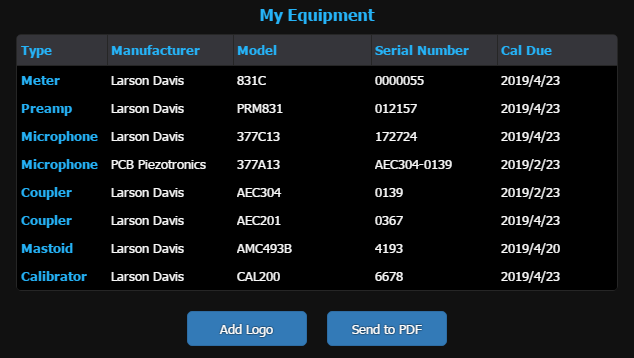 My Equipment
Type Manufacturer Model Serial Number Cal Due
Meter Larson Davis 831C 0000055 2019/4/23
Preamp Larson Davis PRM831 012157 2019/4/23
Microphone Larson Davis 377C13 172724 2019/4/23
Microphone PCB Piezotronics 377A13 AEC304-0139 2019/2/23
Coupler Larson Davis AEC304 0139 2019/2/23
Coupler Larson Davis AEC201 0367 2019/4/23
Mastoid Larson Davis AMC493B 4193 2019/4/20
Calibrator Larson Davis CAL200 6678 2019/4/23
Add Logo Send to PDF